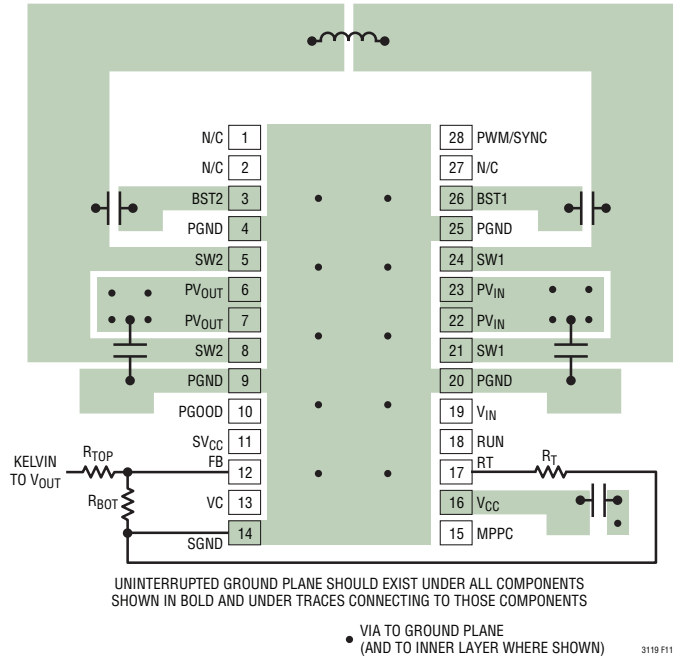 N/C 1
N/C 2
BST2 3
PGND 4
SW2 5
PVOUT 6
PVOUT 7
SW2 8
PGND 9
PGOOD 10
SVCC 11
FB 12
VC 13
SGND 14
28 PWM/SYNC
27 N/C
26 BST1
25 PGND
24 SW1
23 PVIN
22 PVIN
21 SW1
20 PGND
19 VIN
18 RUN
17 RT
16 VCC
15 MPPC
KELVIN
TO VOUT
RTOP
RBOT
RT
UNINTERRUPTED GROUND PLANE SHOULD EXIST UNDER ALL COMPONENTS
SHOWN IN BOLD AND UNDER TRACES CONNECTING TO THOSE COMPONENTS
VIA TO GROUND PLANE
(AND TO INNER LAYER WHERE SHOWN)
3119 F11